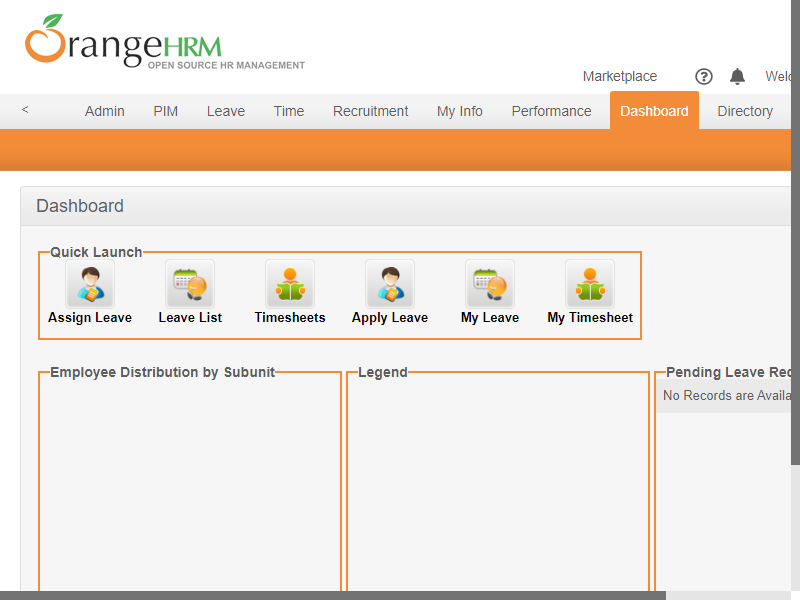 OrangeHRM
OPEN SOURCE HR MANAGEMENT
Marketplace ? Welc
< Admin PIM Leave Time Recruitment My Info Performance Dashboard Directory
Dashboard
Quick Launch
Assign Leave Leave List Timesheets Apply Leave My Leave My Timesheet
Employee Distribution by Subunit Legend Pending Leave Req
No Records are Availa